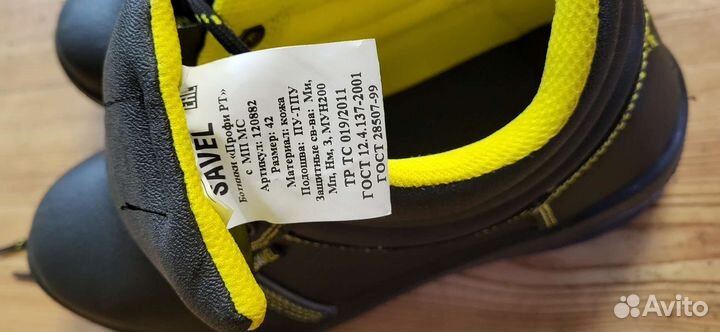 SAVEL
EAC
Ботинки «Профи РТ»
с МП МС
Артикул: 120882
Размер: 42
Материал: кожа
Подошва: ПУ-ТПУ
Защитные св-ва: Ми,
Мп, Нм, З, МУН200
ТР ТС 019/2011
ГОСТ 12.4.137-2001
ГОСТ 28507-99
Avito